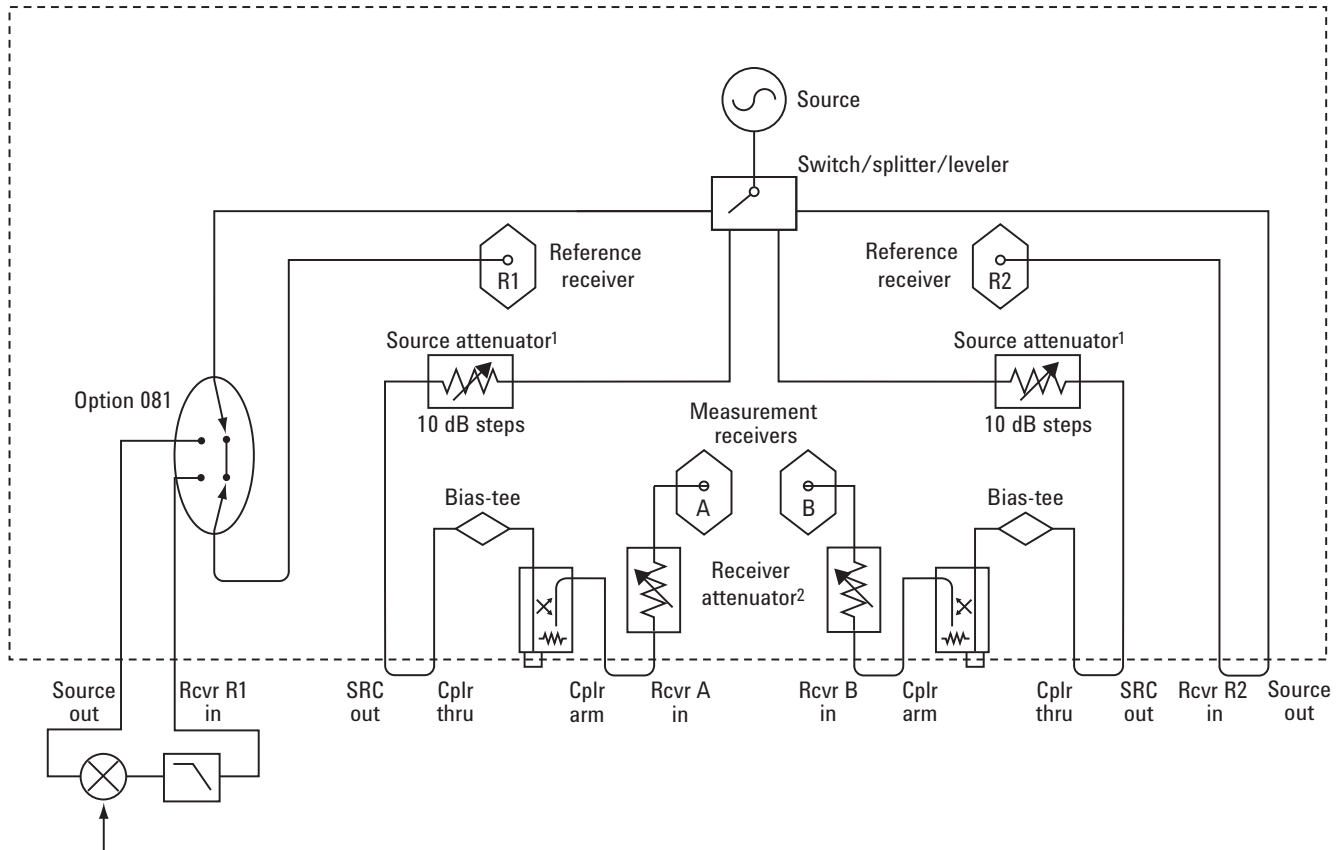 Source
Switch/splitter/leveler
R1
Reference
receiver
Reference
receiver
R2
Source attenuator1
10 dB steps
Source attenuator1
10 dB steps
Option 081
Measurement
receivers
A
B
Bias-tee
Bias-tee
Receiver
attenuator2
Source
out
Rcvr R1
in
SRC
out
Cplr
thru
Cplr
arm
Rcvr A
in
Rcvr B
in
Cplr
arm
Cplr
thru
SRC
out
Rcvr R2
in
Source
out